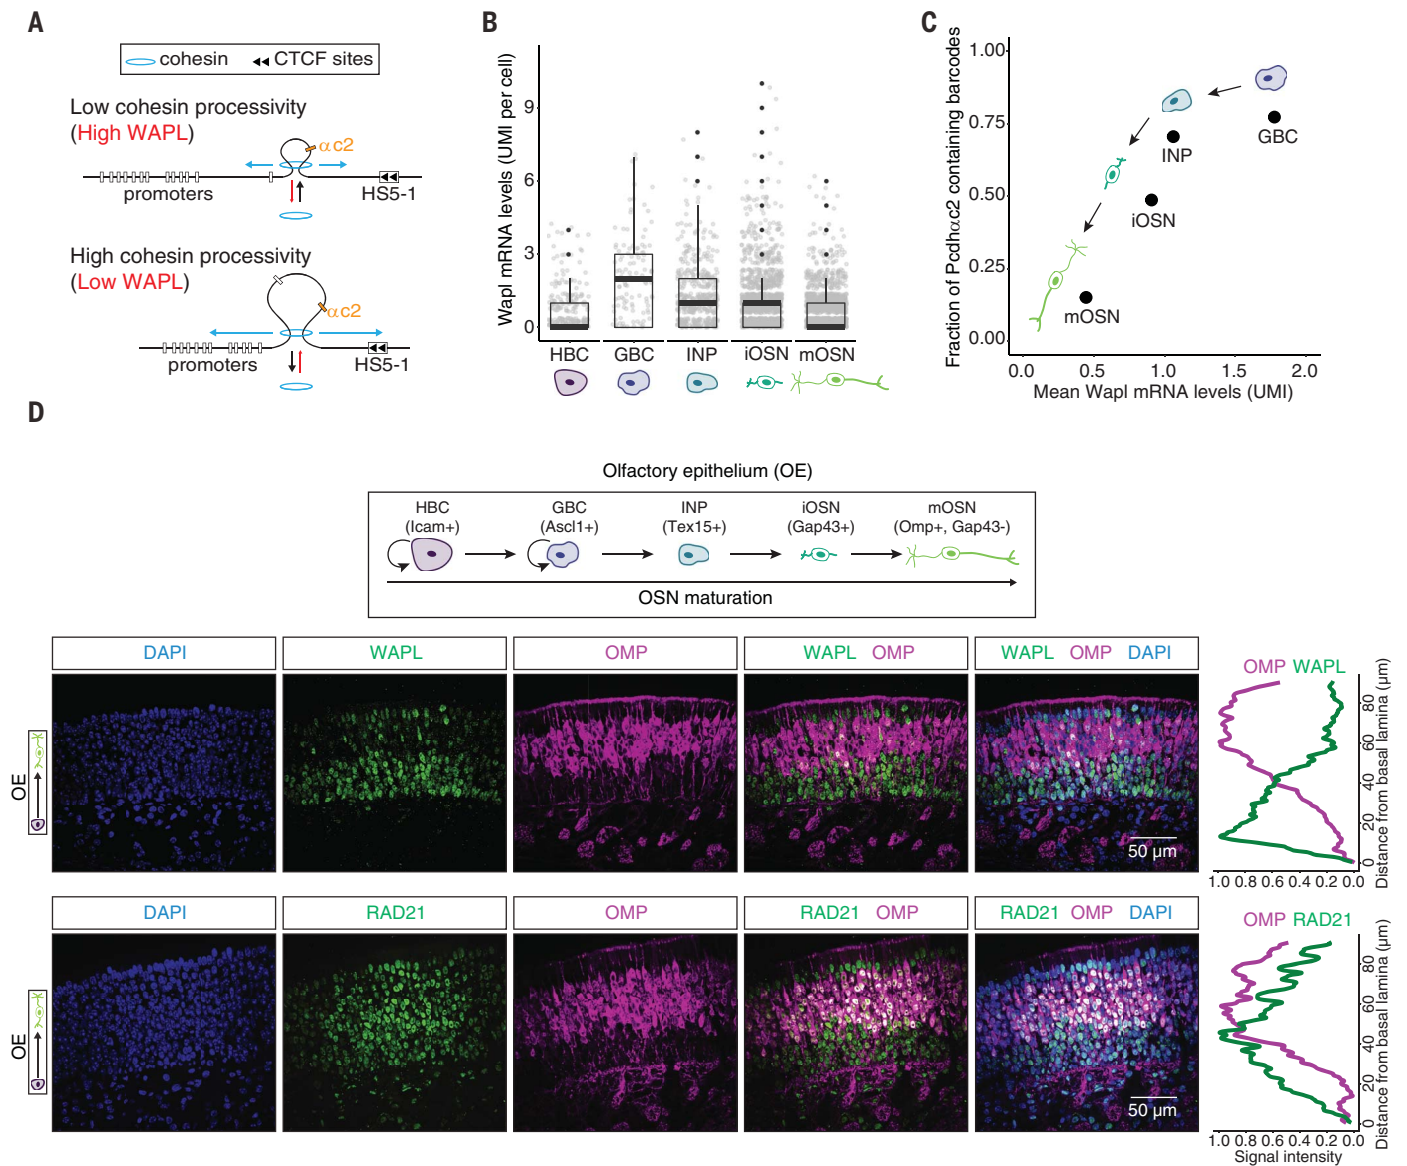 A
cohesin
CTCF sites
Low cohesin processivity
(High WAPL)
αc2
promoters
HS5-1
High cohesin processivity
(Low WAPL)
αc2
promoters
HS5-1
B
Wapl mRNA levels (UMI per cell)
9
6
3
0
HBC GBC INP iOSN mOSN
C
Fraction of Pcdhαc2 containing barcodes
1.00
0.75
0.50
0.25
0.00
GBC
INP
iOSN
mOSN
0.0 0.5 1.0 1.5 2.0
Mean Wapl mRNA levels (UMI)
D
Olfactory epithelium (OE)
HBC GBC INP iOSN mOSN
(Icam+) (Ascl1+) (Tex15+) (Gap43+) (Omp+, Gap43-)
OSN maturation
DAPI WAPL OMP WAPL OMP WAPL OMP DAPI
OE
50 µm
OMP WAPL
80
60
40
20
0
Distance from basal lamina (µm)
1.0 0.8 0.6 0.4 0.2 0.0
DAPI RAD21 OMP RAD21 OMP RAD21 OMP DAPI
OE
50 µm
OMP RAD21
80
60
40
20
0
Distance from basal lamina (µm)
1.0 0.8 0.6 0.4 0.2 0.0
Signal intensity